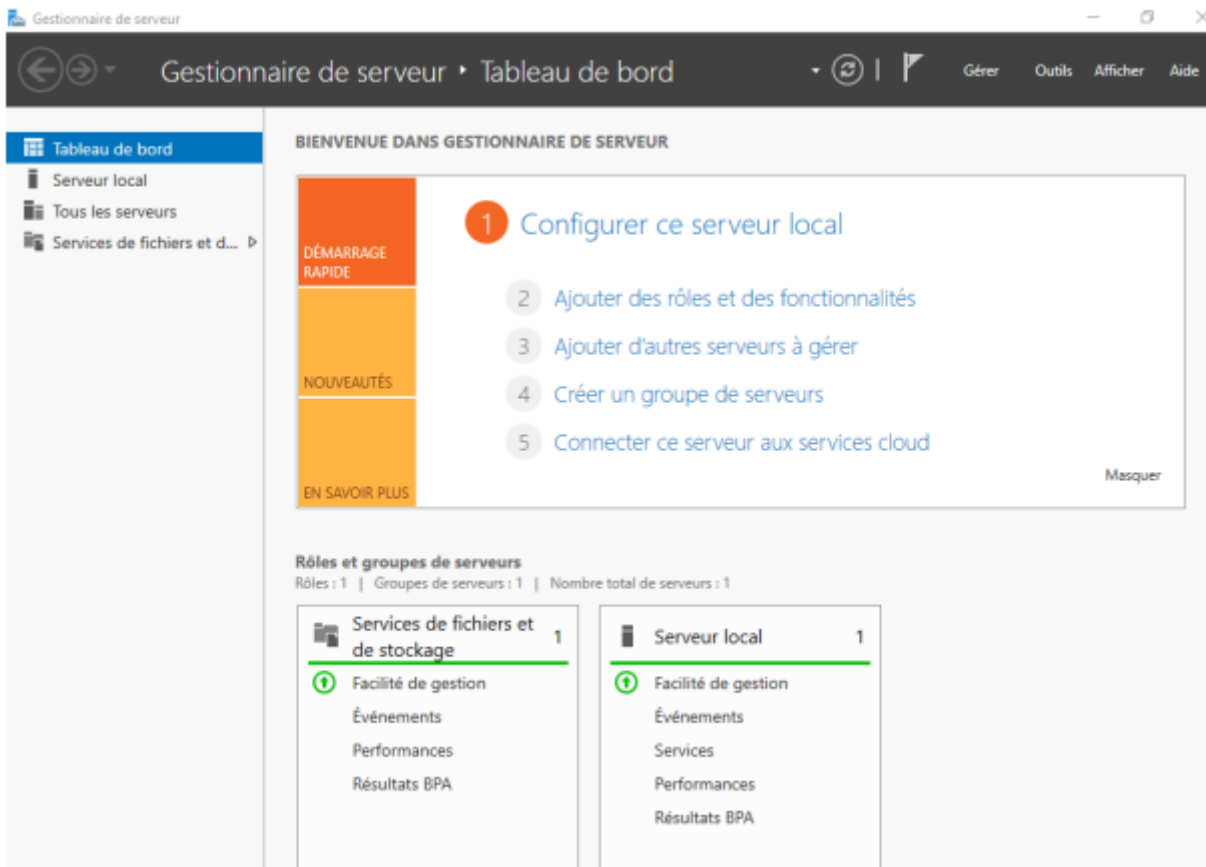 Gestionnaire de serveur
Gestionnaire de serveur ‣ Tableau de bord
Gérer Outils Afficher Aide
Tableau de bord
Serveur local
Tous les serveurs
Services de fichiers et d...
BIENVENUE DANS GESTIONNAIRE DE SERVEUR
DÉMARRAGE
RAPIDE
NOUVEAUTÉS
EN SAVOIR PLUS
1 Configurer ce serveur local
2 Ajouter des rôles et des fonctionnalités
3 Ajouter d'autres serveurs à gérer
4 Créer un groupe de serveurs
5 Connecter ce serveur aux services cloud
Masquer
Rôles et groupes de serveurs
Rôles : 1 | Groupes de serveurs : 1 | Nombre total de serveurs : 1
Services de fichiers et
de stockage 1
Facilité de gestion
Événements
Performances
Résultats BPA
Serveur local 1
Facilité de gestion
Événements
Services
Performances
Résultats BPA